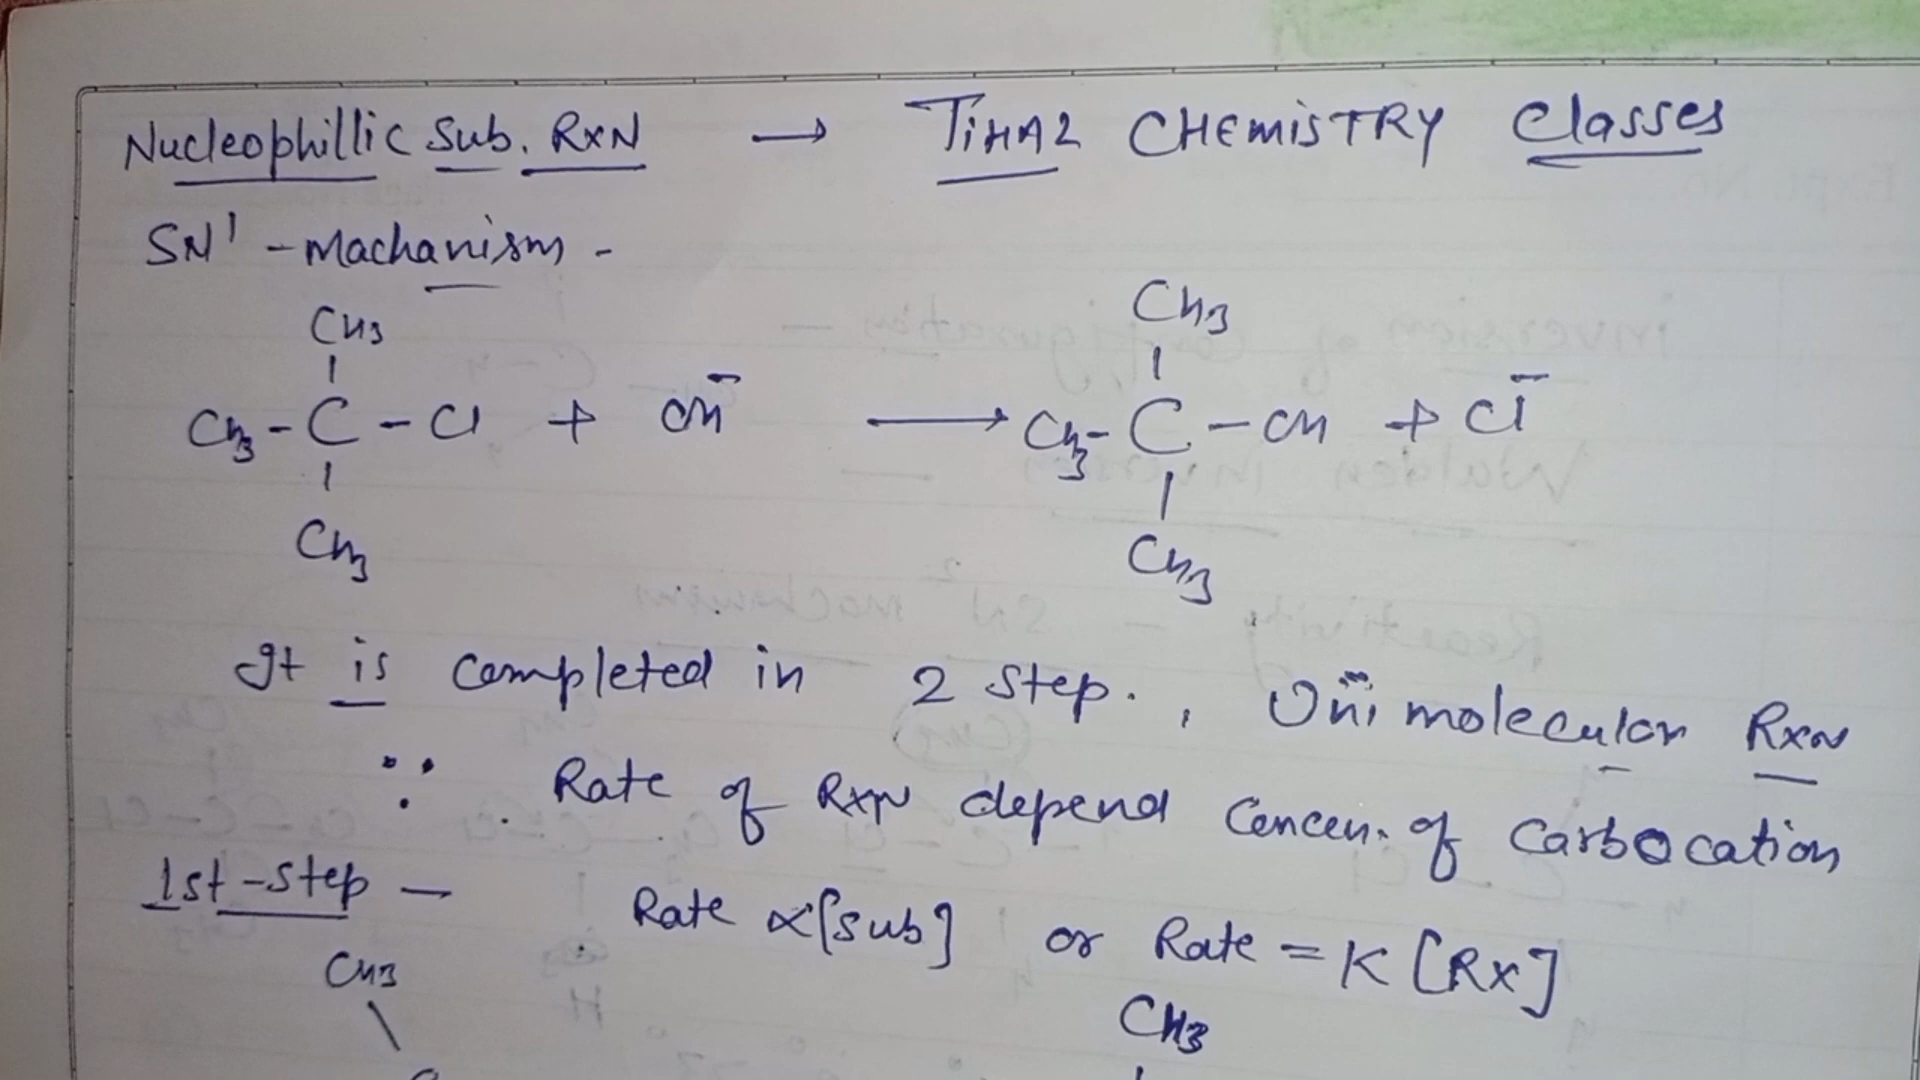 Nucleophillic Sub. RxN → TiHAL CHEMiSTRY Classes
SN¹ - Machanism -
CH3 CH3
CH3 - C - Cl + OH⁻ → CH3 - C - OH + Cl⁻
CH3 CH3
It is completed in 2 step. , Uni molecular RxN
∵ Rate of RxN depend Concen. of Carbocation
1st - step — Rate ∝ [sub] or Rate = K [RX]
CH3 CH3